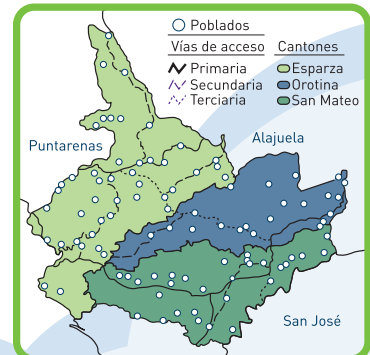 Poblados
Vías de acceso
Cantones
Primaria
Esparza
Secundaria
Orotina
Terciaria
San Mateo
Puntarenas
Alajuela
San José